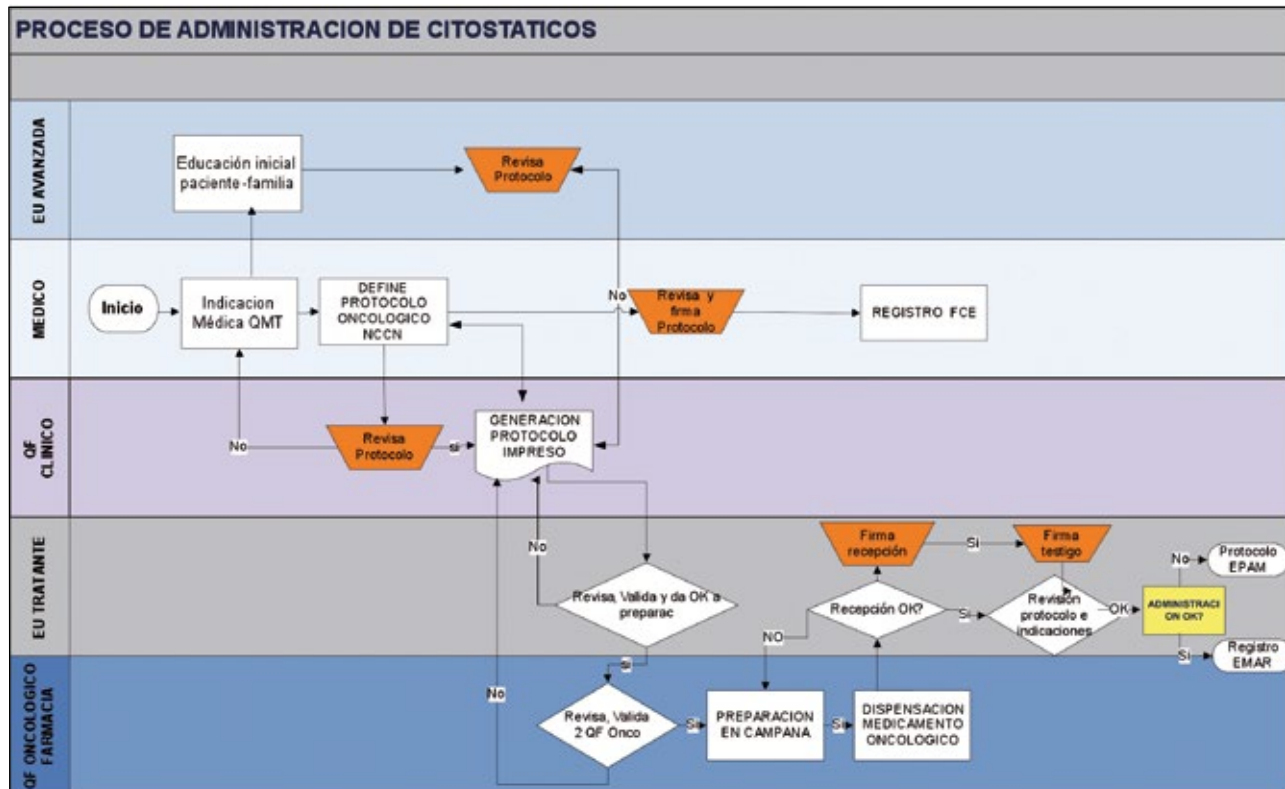 PROCESO DE ADMINISTRACION DE CITOSTATICOS
EU AVANZADA
Educación inicial
paciente-familia
Revisa
Protocolo
MEDICO
Inicio
Indicacion
Médica QMT
DEFINE
PROTOCOLO
ONCOLOGICO
NCCN
No
Revisa y
firma
Protocolo
REGISTRO FCE
QF
CLINICO
No
Revisa
Protocolo
si
GENERACION
PROTOCOLO
IMPRESO
EU TRATANTE
No
Revisa, Valida y da OK a
preparac
si
NO
Recepción OK?
Firma
recepción
Si
Firma
testigo
Si
Revisión
protocolo e
indicaciones
OK
ADMINISTRACI
ON OK?
No
Protocolo
EPAM
Si
Registro
EMAR
QF ONCOLOGICO
FARMACIA
No
Revisa, Valida
2 QF Onco
Si
PREPARACION
EN CAMPANA
Si
DISPENSACION
MEDICAMENTO
ONCOLOGICO